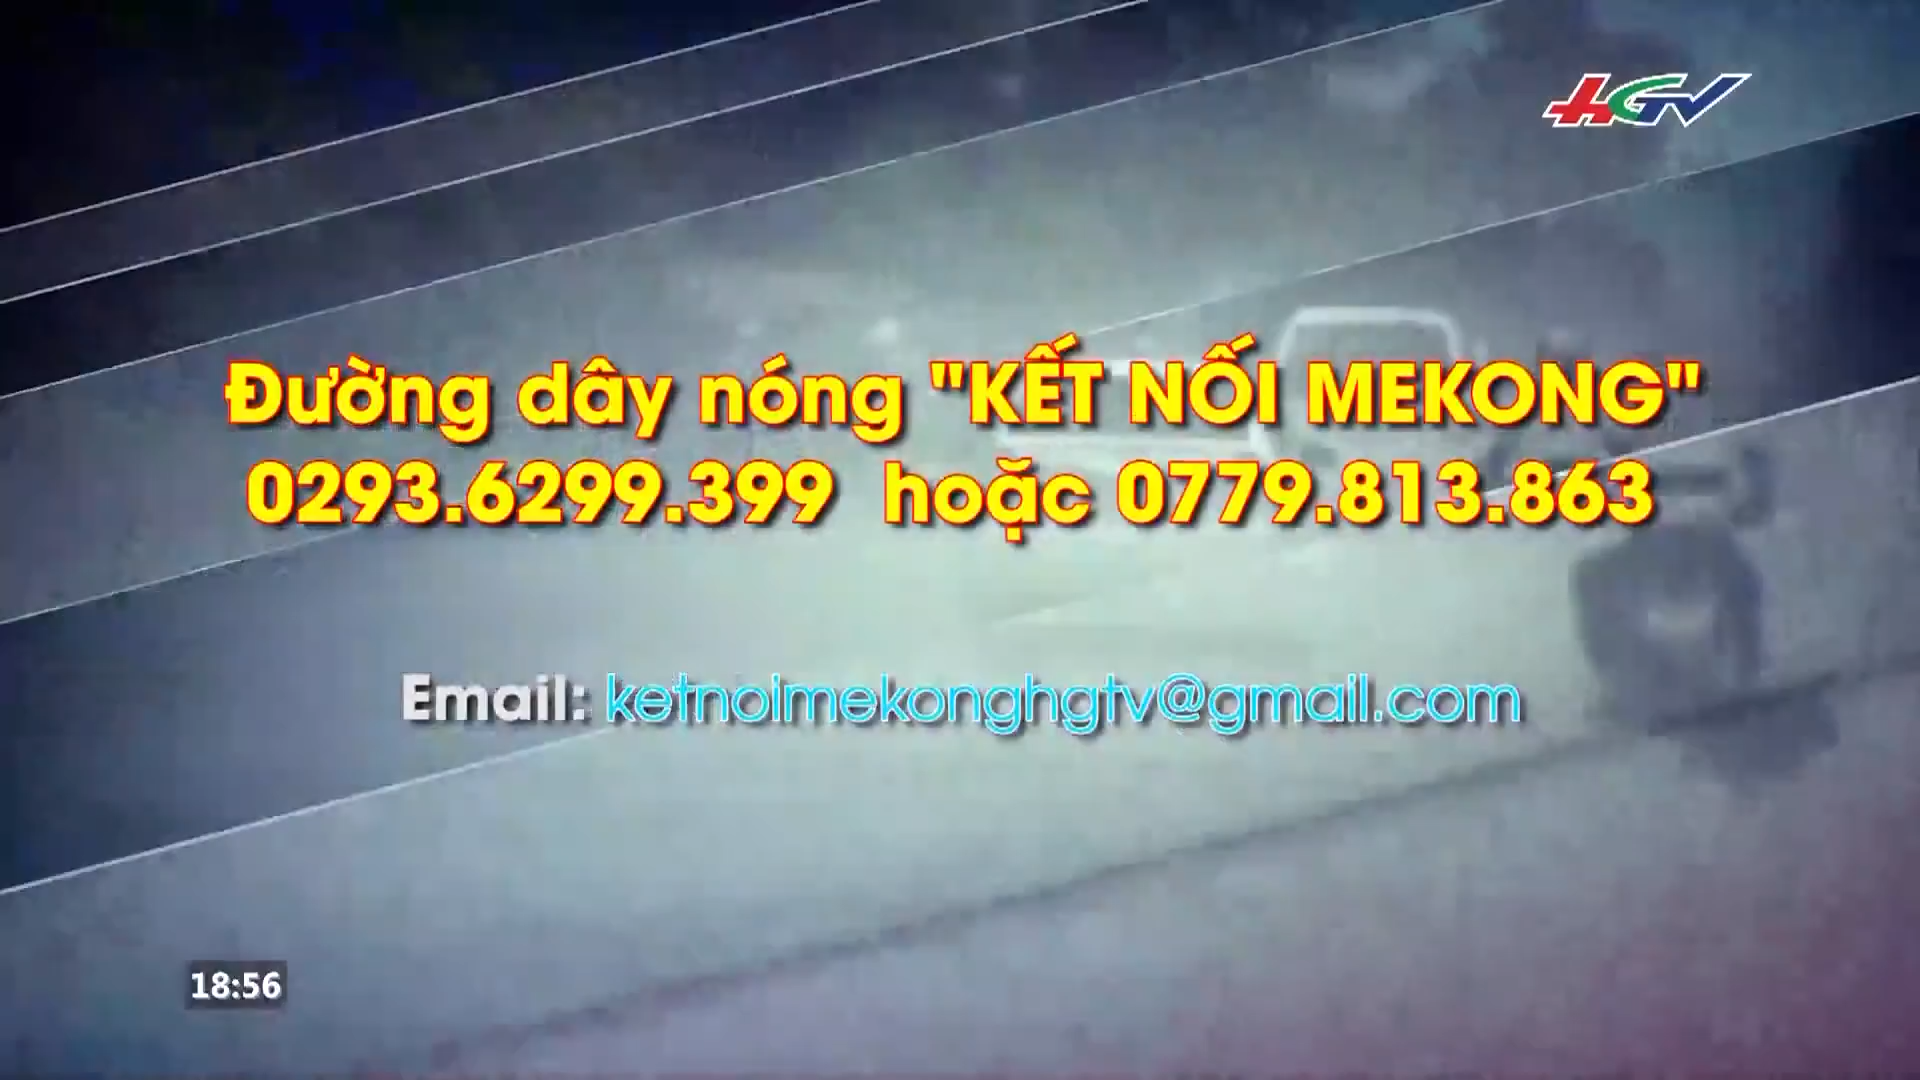 HGTV
Đường dây nóng "KẾT NỐI MEKONG"
0293.6299.399 hoặc 0779.813.863
Email: ketnoimekonghgtv@gmail.com
18:56